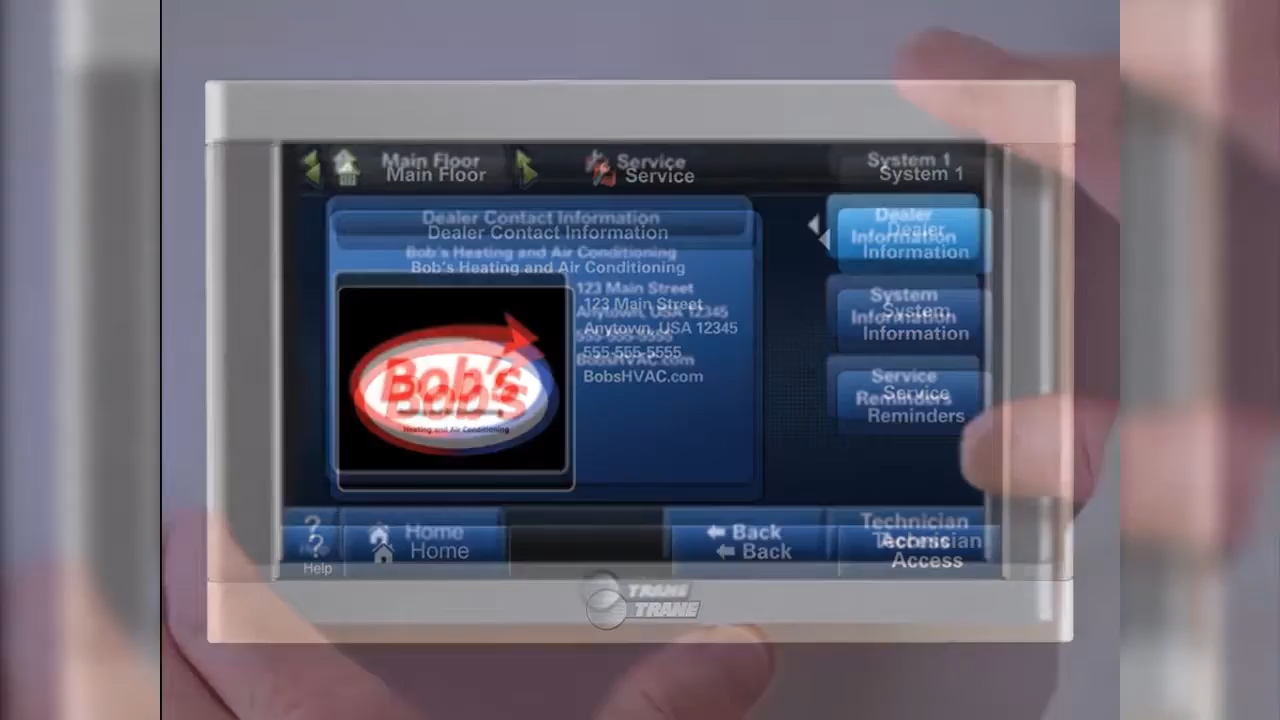 Main Floor
Service
System 1
Dealer Contact Information
Bob's Heating and Air Conditioning
123 Main Street
Anytown, USA 12345
555-555-5555
BobsHVAC.com
Bob's
Heating and Air Conditioning
Dealer
Information
System
Information
Service
Reminders
?
Help
Home
Back
Technician
Access
TRANE